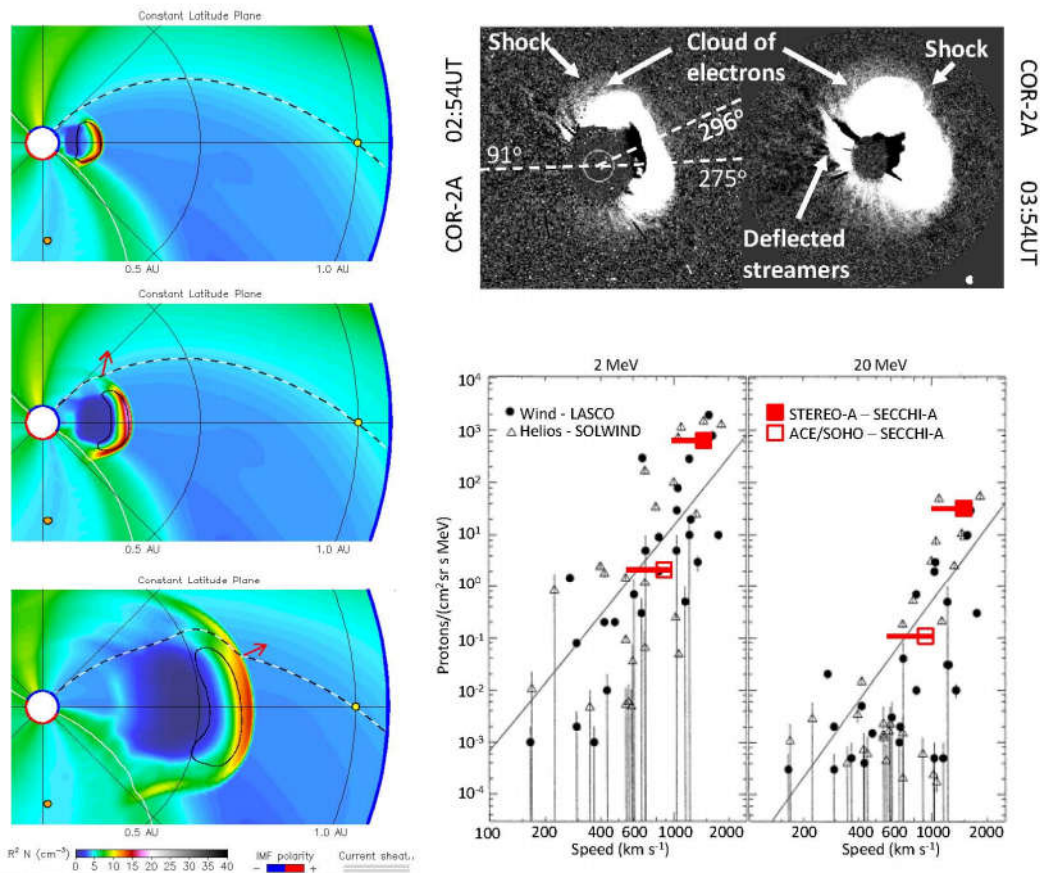 Constant Latitude Plane
0.5 AU
1.0 AU
Constant Latitude Plane
0.5 AU
1.0 AU
Constant Latitude Plane
0.5 AU
1.0 AU
R² N (cm⁻³)
0 5 10 15 20 25 30 35 40
IMF polarity
- +
Current sheat..
COR-2A 02:54UT
Shock
Cloud of
electrons
Shock
91°
296°
275°
Deflected
streamers
COR-2A 03:54UT
2 MeV
20 MeV
Wind - LASCO
Helios - SOLWIND
STEREO-A – SECCHI-A
ACE/SOHO – SECCHI-A
Protons/(cm² sr s MeV)
10⁴
10³
10²
10¹
10⁰
10⁻¹
10⁻²
10⁻³
10⁻⁴
100 200 400 600 1000 2000
200 400 600 1000 2000
Speed (km s⁻¹)
Speed (km s⁻¹)